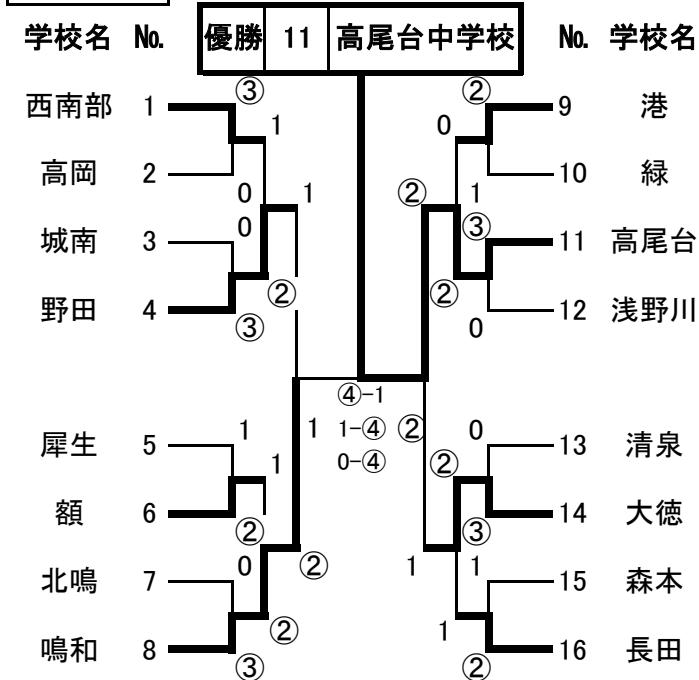 優勝 11 高尾台中学校
学校名 No. No. 学校名
西南部 1 ③ ② 9 港
1 0
高岡 2 10 緑
0 1 ② 1
城南 3 0 ③ 11 高尾台
② ②
野田 4 ③ 0 12 浅野川
④-1
犀生 5 1 1 1-④ ② 0 13 清泉
1 0-④ ②
額 6 ② ③ 14 大徳
北鳴 7 0 ② 1 1 15 森本
② 1
鳴和 8 ③ ② 16 長田